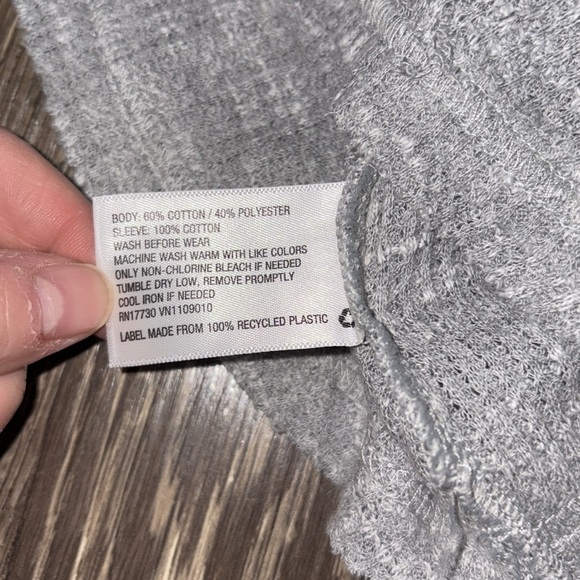 BODY: 60% COTTON / 40% POLYESTER
SLEEVE: 100% COTTON
WASH BEFORE WEAR
MACHINE WASH WARM WITH LIKE COLORS
ONLY NON-CHLORINE BLEACH IF NEEDED
TUMBLE DRY LOW, REMOVE PROMPTLY
COOL IRON IF NEEDED
RN17730 VN1109010
LABEL MADE FROM 100% RECYCLED PLASTIC